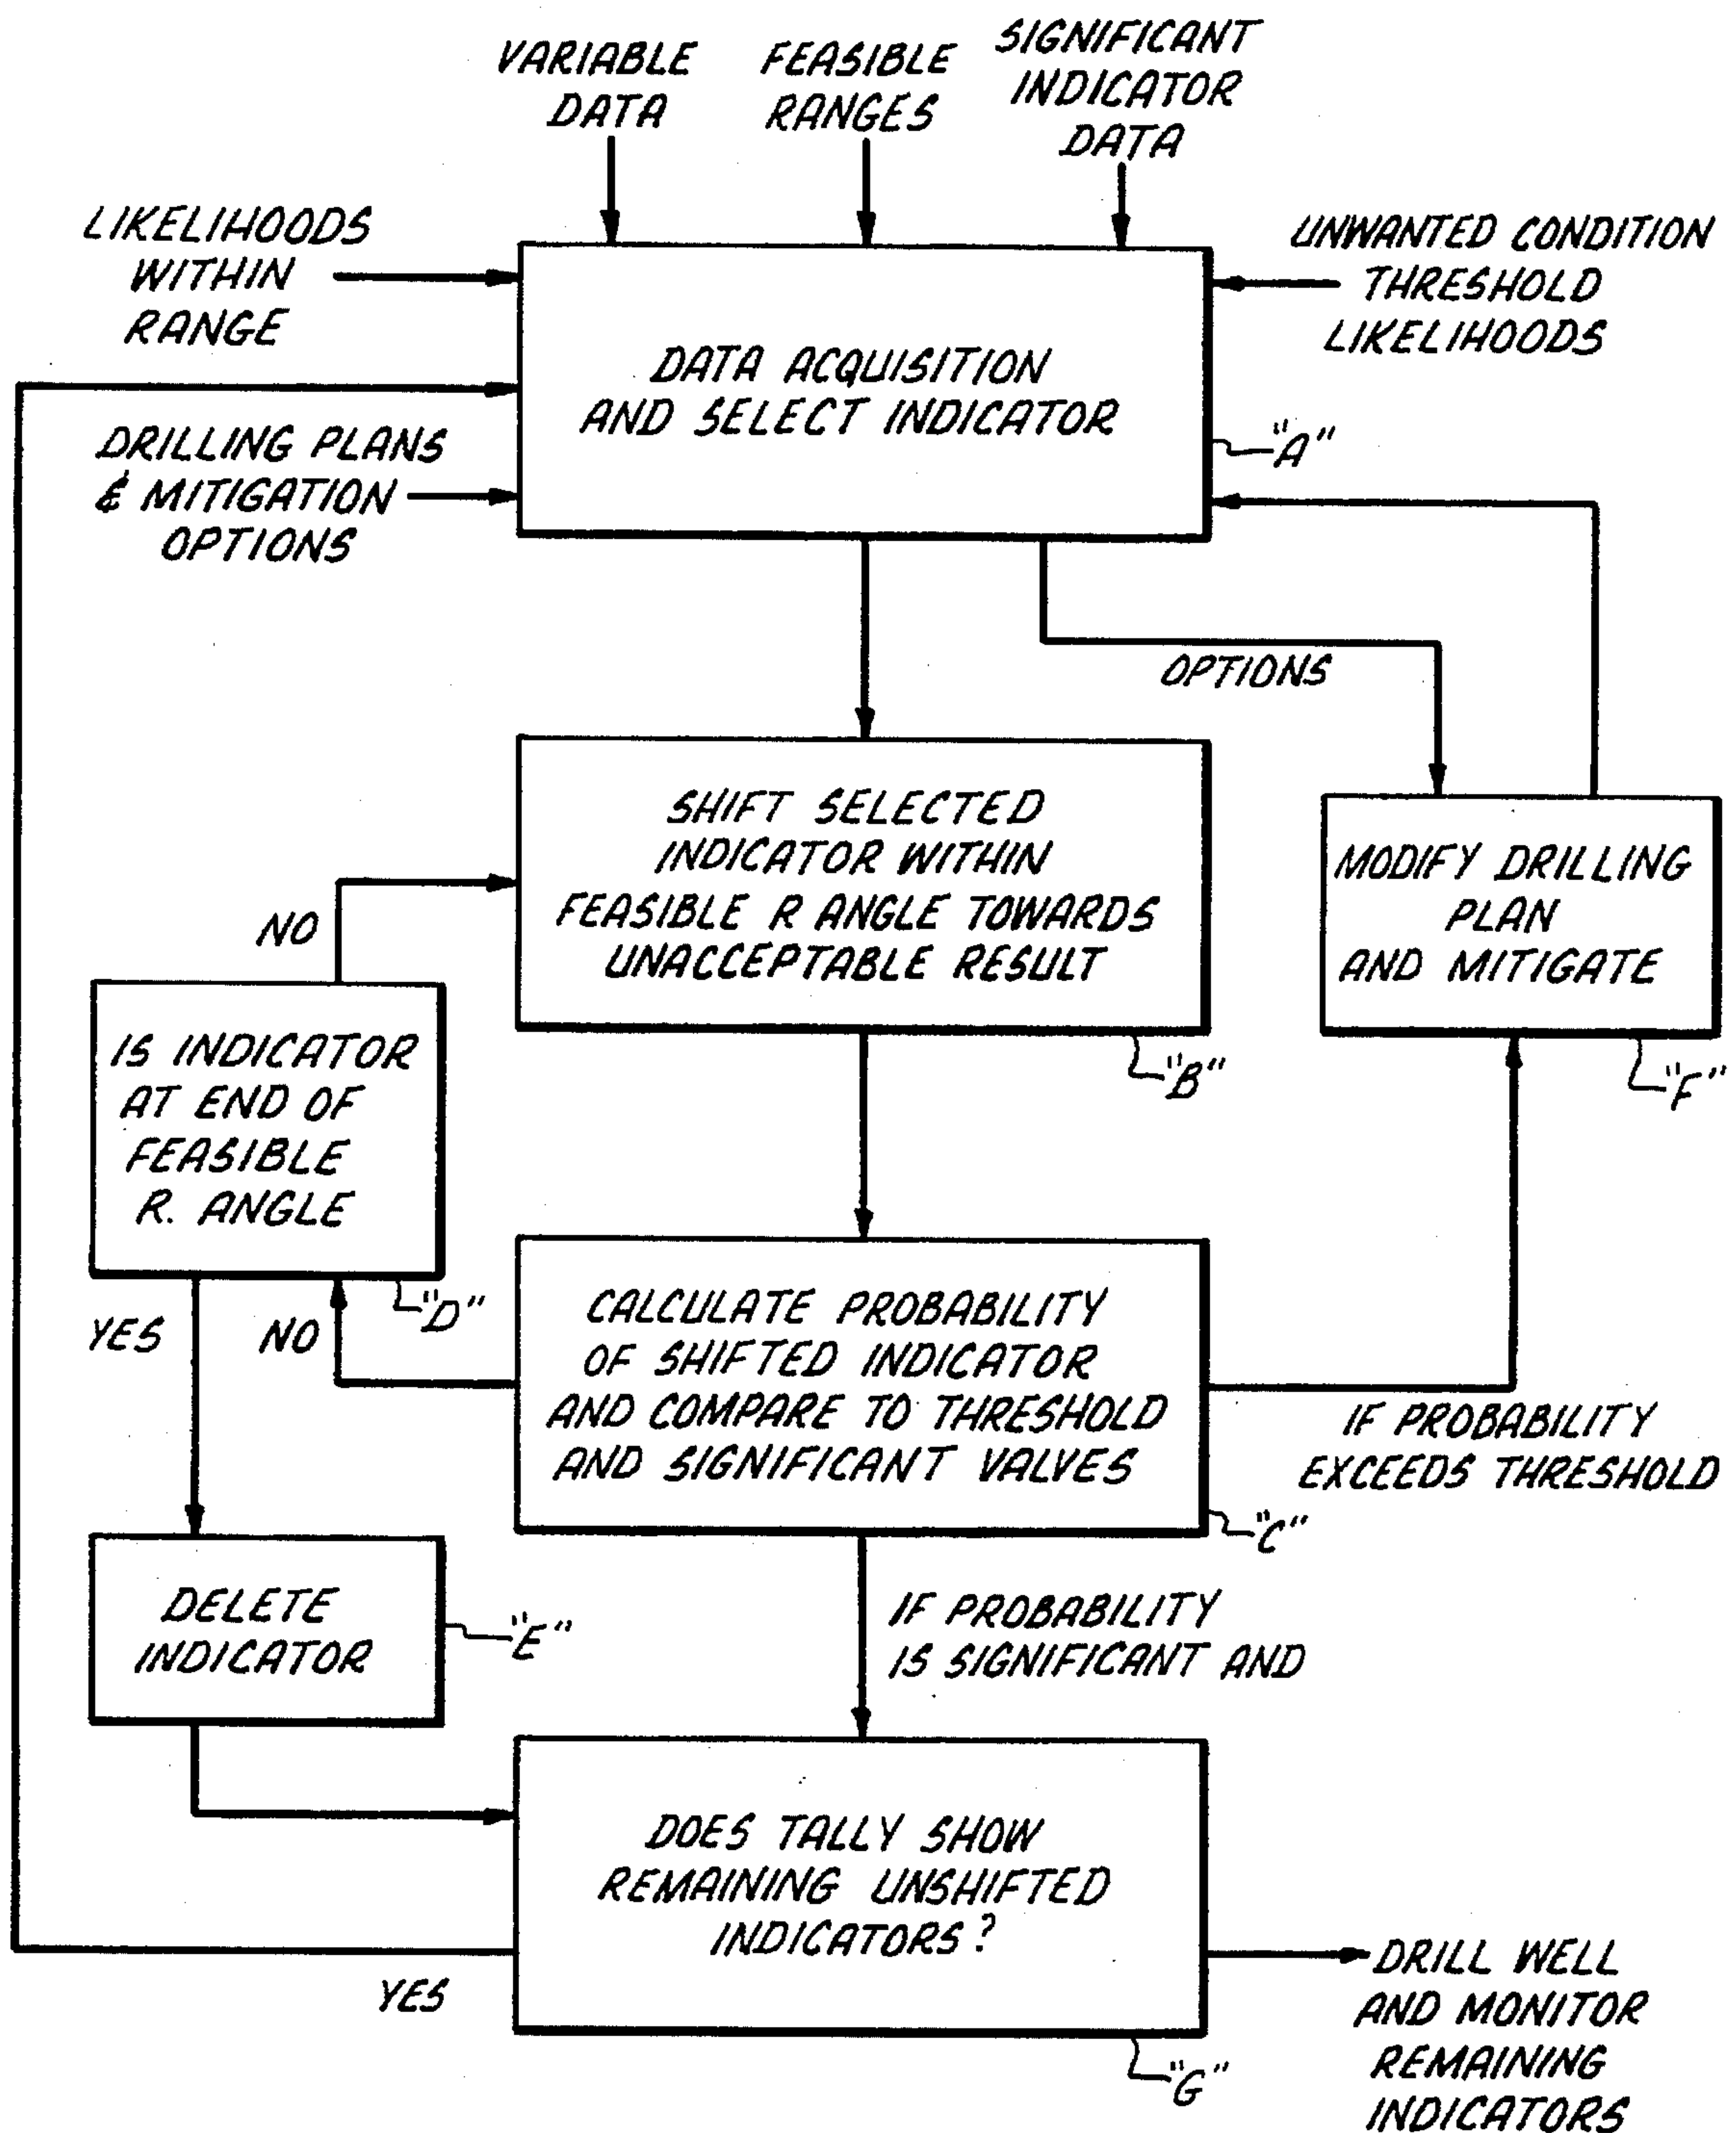 VARIABLE
DATA
FEASIBLE
RANGES
SIGNIFICANT
INDICATOR
DATA
LIKELIHOODS
WITHIN
RANGE
UNWANTED CONDITION
THRESHOLD
LIKELIHOODS
DATA ACQUISITION
AND SELECT INDICATOR
"A"
DRILLING PLANS
& MITIGATION
OPTIONS
OPTIONS
SHIFT SELECTED
INDICATOR WITHIN
FEASIBLE R ANGLE TOWARDS
UNACCEPTABLE RESULT
"B"
MODIFY DRILLING
PLAN
AND MITIGATE
"F"
NO
IS INDICATOR
AT END OF
FEASIBLE
R. ANGLE
"D"
YES
NO
CALCULATE PROBABILITY
OF SHIFTED INDICATOR
AND COMPARE TO THRESHOLD
AND SIGNIFICANT VALVES
"C"
IF PROBABILITY
EXCEEDS THRESHOLD
DELETE
INDICATOR
"E"
IF PROBABILITY
IS SIGNIFICANT AND
DOES TALLY SHOW
REMAINING UNSHIFTED
INDICATORS?
"G"
YES
DRILL WELL
AND MONITOR
REMAINING
INDICATORS